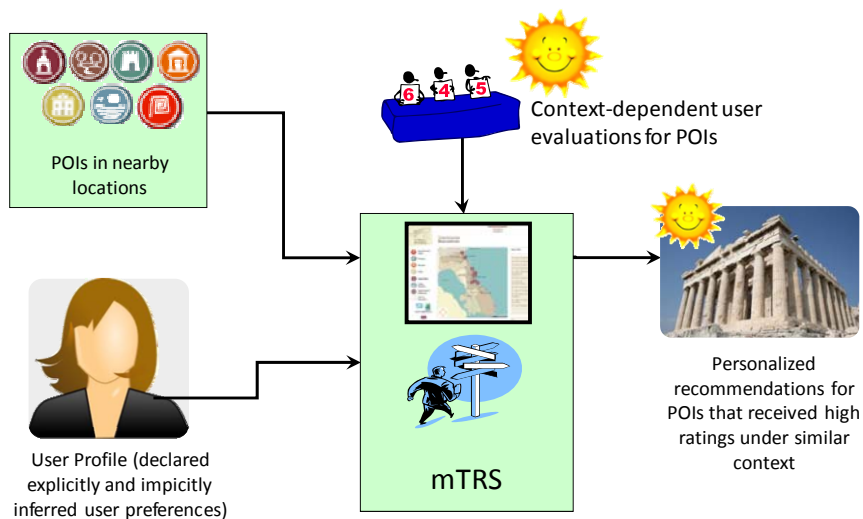 POIs in nearby
locations
6 4 5
Context-dependent user
evaluations for POIs
User Profile (declared
explicitly and impicitly
inferred user preferences)
mTRS
Personalized
recommendations for
POIs that received high
ratings under similar
context